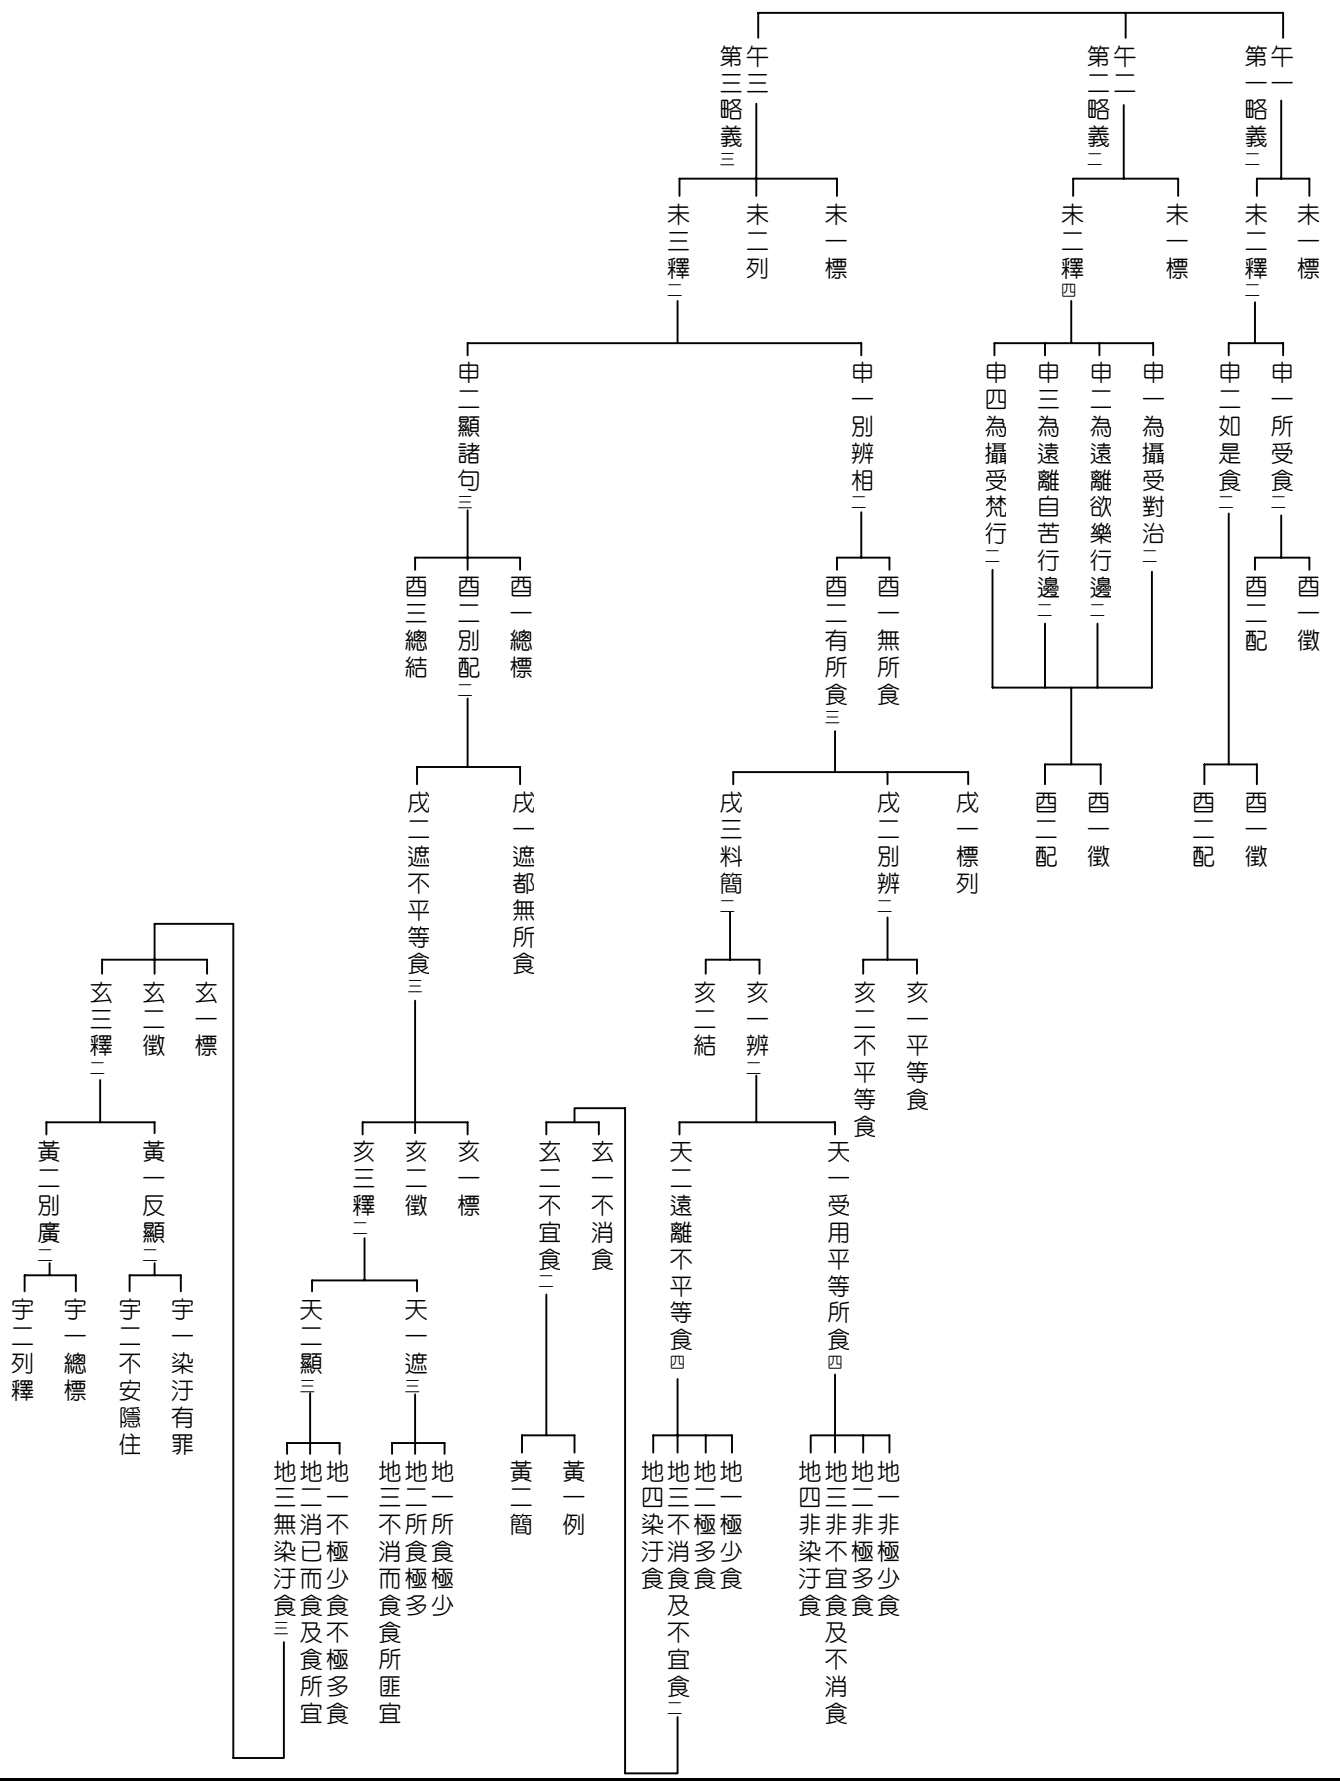 午一
第一略義二
午二
第二略義二
午三
第三略義三
未一標
未二釋二
未一標
未二釋四
未一標
未二列
未三釋二
申一所受食二
申二如是食二
申一為攝受對治二
申二為遠離欲樂行邊二
申三為遠離自苦行邊二
申四為攝受梵行二
申一別辨相二
申二顯諸句三
酉一徵
酉二配
酉一無所食
酉二有所食三
酉一總標
酉二別配二
酉三總結
酉一徵
酉二配
酉一徵
酉二配
戌一標列
戌二別辨二
戌三料簡二
戌一遮都無所食
戌二遮不平等食三
亥一平等食
亥二不平等食
亥一辨二
亥二結
玄一標
玄二徵
玄三釋二
天一受用平等所食四
天二遠離不平等食四
玄一不消食
玄二不宜食二
亥一標
亥二徵
亥三釋二
黃一反顯二
黃二別廣二
天一遮三
天二顯三
宇一染汙有罪
宇二不安隱住
宇一總標
宇二列釋
地一非極少食
地二非極多食
地三非不宜食及不消食
地四非染汙食
地一極少食
地二極多食
地三不消食及不宜食二
地四染汙食
黃一例
黃二簡
地一所食極少
地二所食極多
地三不消而食食所匪宜
地一不極少食不極多食
地二消已而食及食所宜
地三無染汙食三